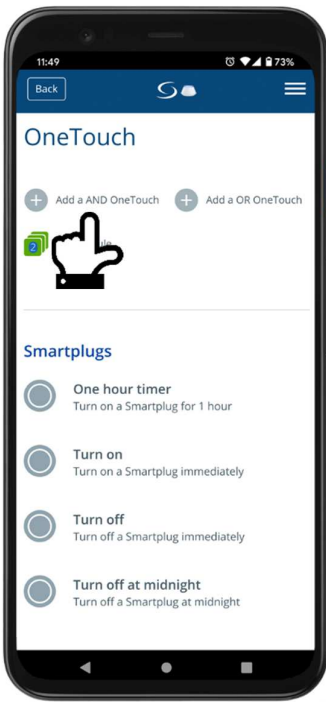 11:49
73%
Back
OneTouch
Add a AND OneTouch
Add a OR OneTouch
2
Smartplugs
One hour timer
Turn on a Smartplug for 1 hour
Turn on
Turn on a Smartplug immediately
Turn off
Turn off a Smartplug immediately
Turn off at midnight
Turn off a Smartplug at midnight